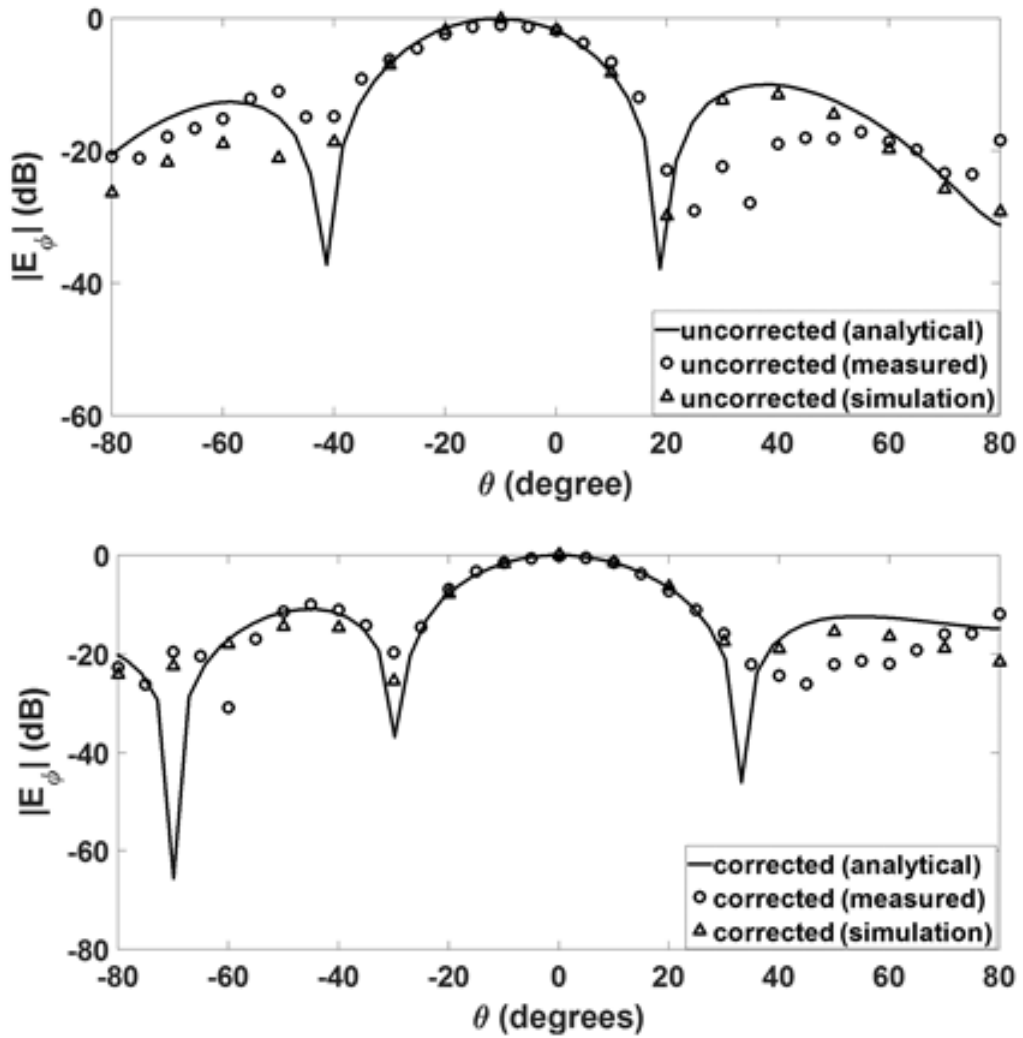 0
-20
-40
-60
|E_ϕ| (dB)
-80 -60 -40 -20 0 20 40 60 80
θ (degree)
uncorrected (analytical)
uncorrected (measured)
uncorrected (simulation)
0
-20
-40
-60
-80
|E_ϕ| (dB)
-80 -60 -40 -20 0 20 40 60 80
θ (degrees)
corrected (analytical)
corrected (measured)
corrected (simulation)